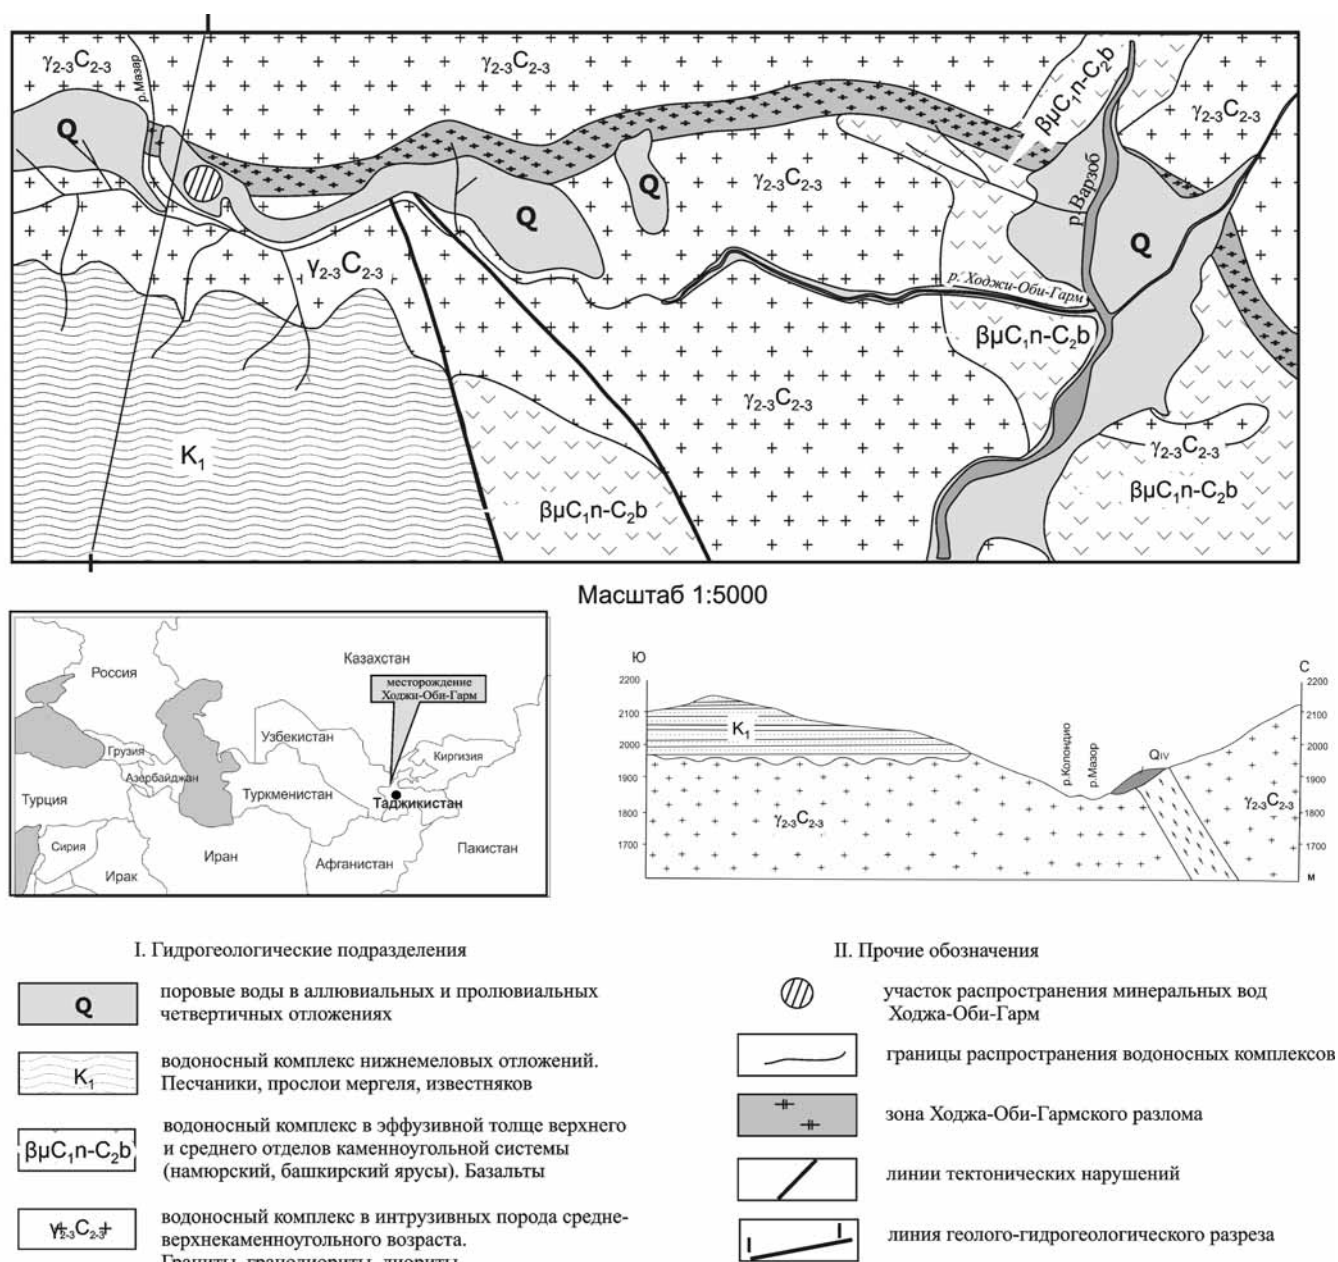 γ₂₋₃C₂₋₃
р.Мазар
γ₂₋₃C₂₋₃
βμC₁n-C₂b
γ₂₋₃C₂₋₃
Q
Q
γ₂₋₃C₂₋₃
р. Варзоб
Q
Q
γ₂₋₃C₂₋₃
р. Ходжи-Оби-Гарм
βμC₁n-C₂b
γ₂₋₃C₂₋₃
K₁
γ₂₋₃C₂₋₃
βμC₁n-C₂b
βμC₁n-C₂b
Масштаб 1:5000
Россия
Казахстан
месторождение
Ходжи-Оби-Гарм
Узбекистан
Грузия
Киргизия
Азербайджан
Турция
Туркменистан
Таджикистан
Сирия
Иран
Афганистан
Пакистан
Ирак
Ю
С
2200
2100
2000
1900
1800
1700
K₁
р.Колондио
р.Мазор
QIV
γ₂₋₃C₂₋₃
γ₂₋₃C₂₋₃
2200
2100
2000
1900
1800
1700
м
I. Гидрогеологические подразделения
Q
поровые воды в аллювиальных и пролювиальных
четвертичных отложениях
K₁
водоносный комплекс нижнемеловых отложений.
Песчаники, прослои мергеля, известняков
βμC₁n-C₂b
водоносный комплекс в эффузивной толще верхнего
и среднего отделов каменноугольной системы
(намюрский, башкирский ярусы). Базальты
γ₂₋₃C₂₋₃
водоносный комплекс в интрузивных порода средне-
верхнекаменноугольного возраста.
Граниты, гранодиориты, диориты
II. Прочие обозначения
участок распространения минеральных вод
Ходжа-Оби-Гарм
границы распространения водоносных комплексов
зона Ходжа-Оби-Гармского разлома
линии тектонических нарушений
I I
линия геолого-гидрогеологического разреза